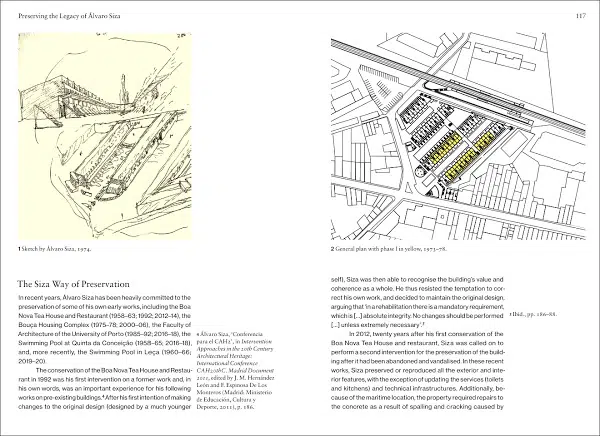 Preserving the Legacy of Álvaro Siza
117
1 Sketch by Álvaro Siza, 1974.
2 General plan with phase I in yellow, 1973–78.
The Siza Way of Preservation
In recent years, Álvaro Siza has been heavily committed to the
preservation of some of his own early works, including the Boa
Nova Tea House and Restaurant (1958–63; 1992; 2012–14), the
Bouça Housing Complex (1975–78; 2000–06), the Faculty of
Architecture of the University of Porto (1985–92; 2016–18), the
Swimming Pool at Quinta da Conceição (1958–65; 2016–18),
and, more recently, the Swimming Pool in Leça (1960–66;
2019–20).
The conservation of the Boa Nova Tea House and Restau-
rant in 1992 was his first intervention on a former work and, in
his own words, was an important experience for his following
works on pre-existing buildings. After his first intention of making
changes to the original design (designed by a much younger
Álvaro Siza, ‘Conferencia
para el CAH2’, in Intervention
Approaches in the 20th Century
Architectural Heritage:
International Conference
CAH20thC. Madrid Document
2011, edited by J. M. Hernández
León and F. Espinosa De Los
Monteros (Madrid: Ministerio
de Educación, Cultura y
Deporte, 2011), p. 186.
self), Siza was then able to recognise the building’s value and
coherence as a whole. He thus resisted the temptation to cor-
rect his own work, and decided to maintain the original design,
arguing that ‘in a rehabilitation there is a mandatory requirement,
which is [...] absolute integrity. No changes should be performed
[...] unless extremely necessary’.
Ibid., pp. 186–88.
In 2012, twenty years after his first conservation of the
Boa Nova Tea House and restaurant, Siza was called on to
perform a second intervention for the preservation of the build-
ing after it had been abandoned and vandalised. In these recent
works, Siza preserved or reproduced all the exterior and inte-
rior features, with the exception of updating the services (toilets
and kitchens) and technical infrastructures. Additionally, be-
cause of the maritime location, the property required repairs to
the concrete as a result of spalling and cracking caused by